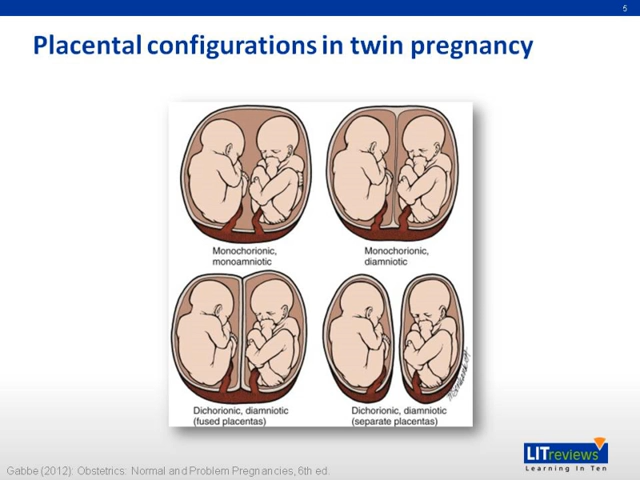 5
Placental configurations in twin pregnancy
Monochorionic,
monoamniotic
Monochorionic,
diamniotic
Dichorionic, diamniotic
(fused placentas)
Dichorionic, diamniotic
(separate placentas)
LITreviews
Learning In Ten
Gabbe (2012): Obstetrics: Normal and Problem Pregnancies, 6th ed.